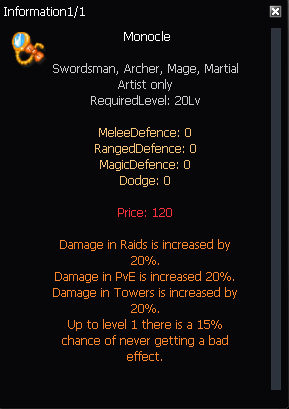 Information1/1
Monocle
Swordsman, Archer, Mage, Martial
Artist only
RequiredLevel: 20Lv
MeleeDefence: 0
RangedDefence: 0
MagicDefence: 0
Dodge: 0
Price: 120
Damage in Raids is increased by
20%.
Damage in PvE is increased 20%.
Damage in Towers is increased by
20%.
Up to level 1 there is a 15%
chance of never getting a bad
effect.